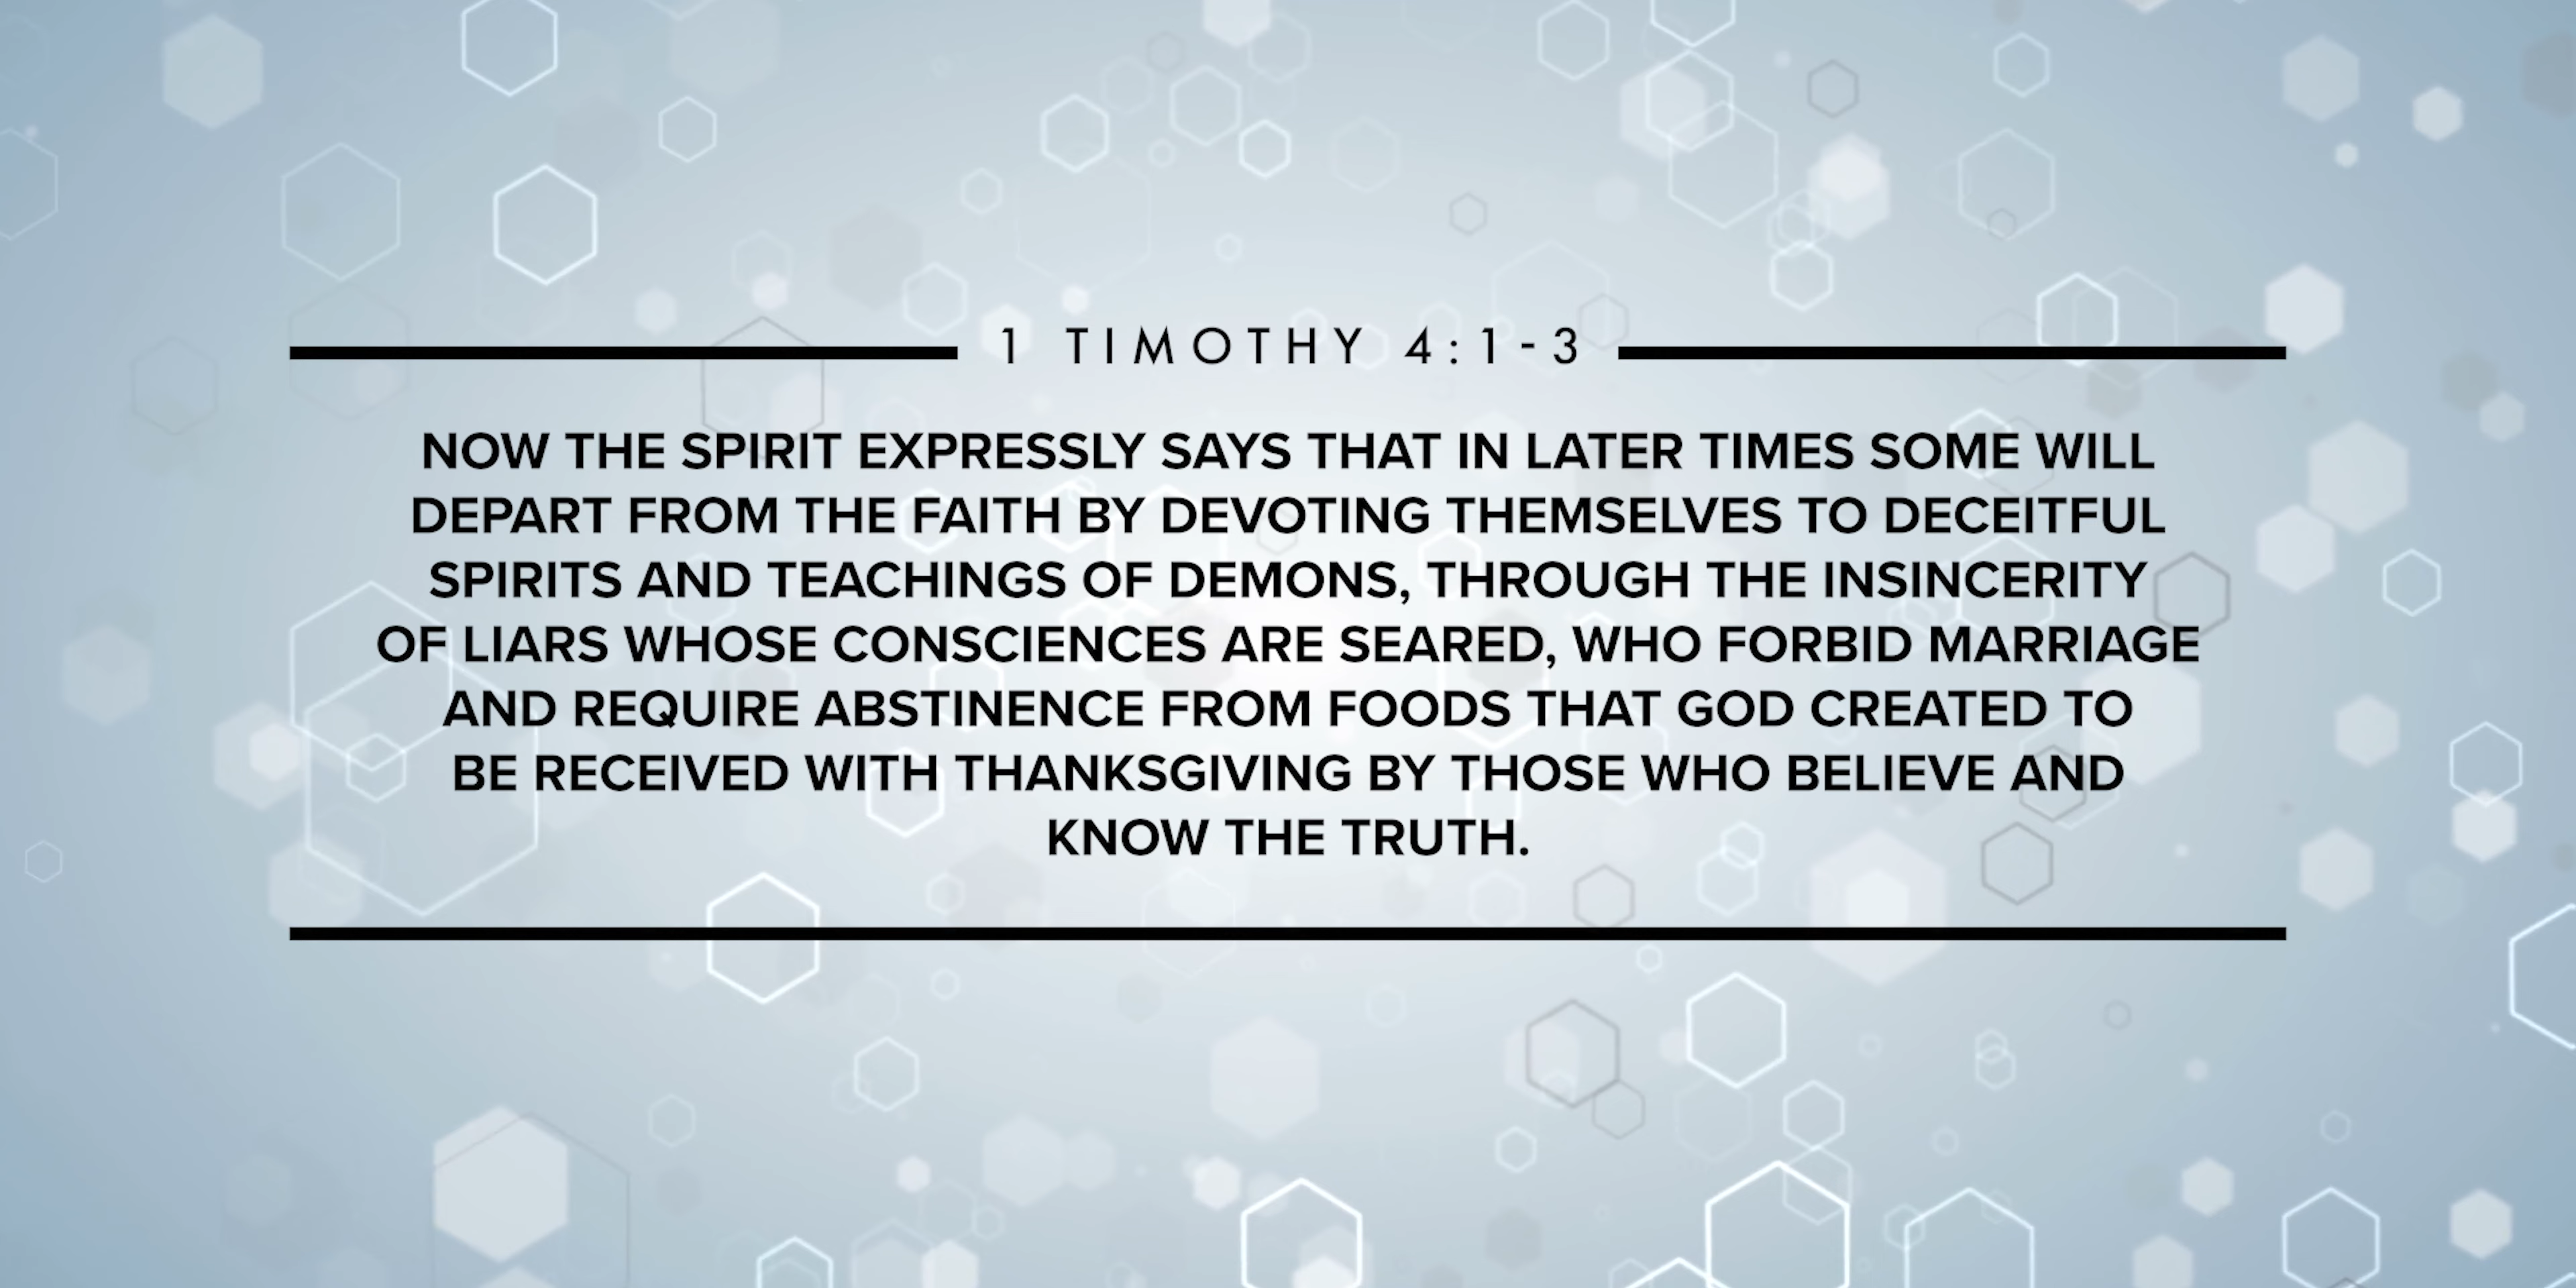 1 TIMOTHY 4:1-3
NOW THE SPIRIT EXPRESSLY SAYS THAT IN LATER TIMES SOME WILL
DEPART FROM THE FAITH BY DEVOTING THEMSELVES TO DECEITFUL
SPIRITS AND TEACHINGS OF DEMONS, THROUGH THE INSINCERITY
OF LIARS WHOSE CONSCIENCES ARE SEARED, WHO FORBID MARRIAGE
AND REQUIRE ABSTINENCE FROM FOODS THAT GOD CREATED TO
BE RECEIVED WITH THANKSGIVING BY THOSE WHO BELIEVE AND
KNOW THE TRUTH.